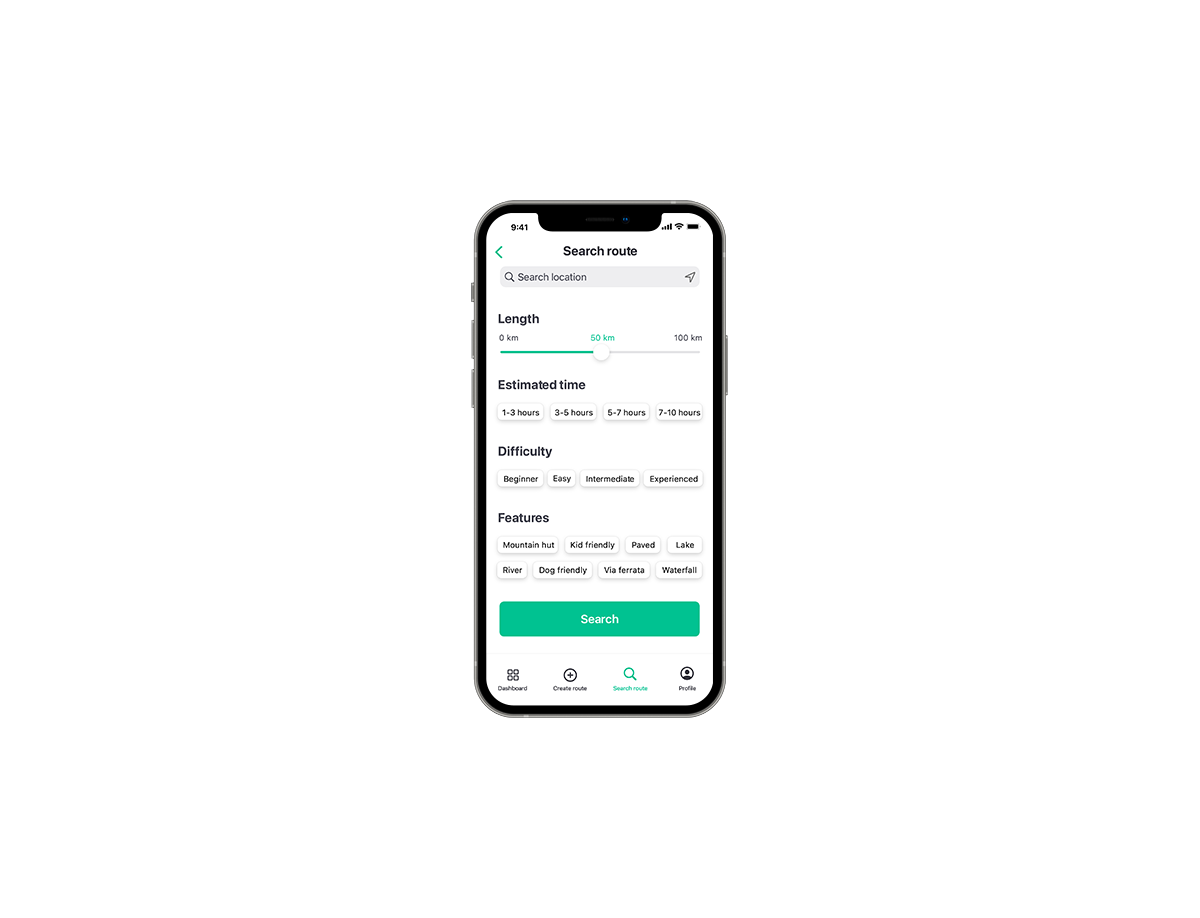 9:41
Search route
Search location
Length
0 km 50 km 100 km
Estimated time
1-3 hours 3-5 hours 5-7 hours 7-10 hours
Difficulty
Beginner Easy Intermediate Experienced
Features
Mountain hut Kid friendly Paved Lake
River Dog friendly Via ferrata Waterfall
Search
Dashboard Create route Search route Profile